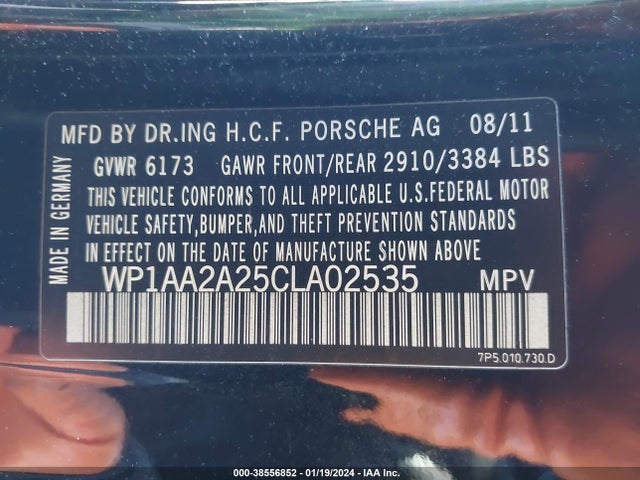 MFD BY DR.ING H.C.F. PORSCHE AG 08/11
GVWR 6173 GAWR FRONT/REAR 2910/3384 LBS
THIS VEHICLE CONFORMS TO ALL APPLICABLE U.S.FEDERAL MOTOR
VEHICLE SAFETY,BUMPER,AND THEFT PREVENTION STANDARDS
IN EFFECT ON THE DATE OF MANUFACTURE SHOWN ABOVE.
WP1AA2A25CLA02535 MPV
7P5.010.730.D
MADE IN GERMANY
000-38556852 - 01/19/2024 - IAA Inc.